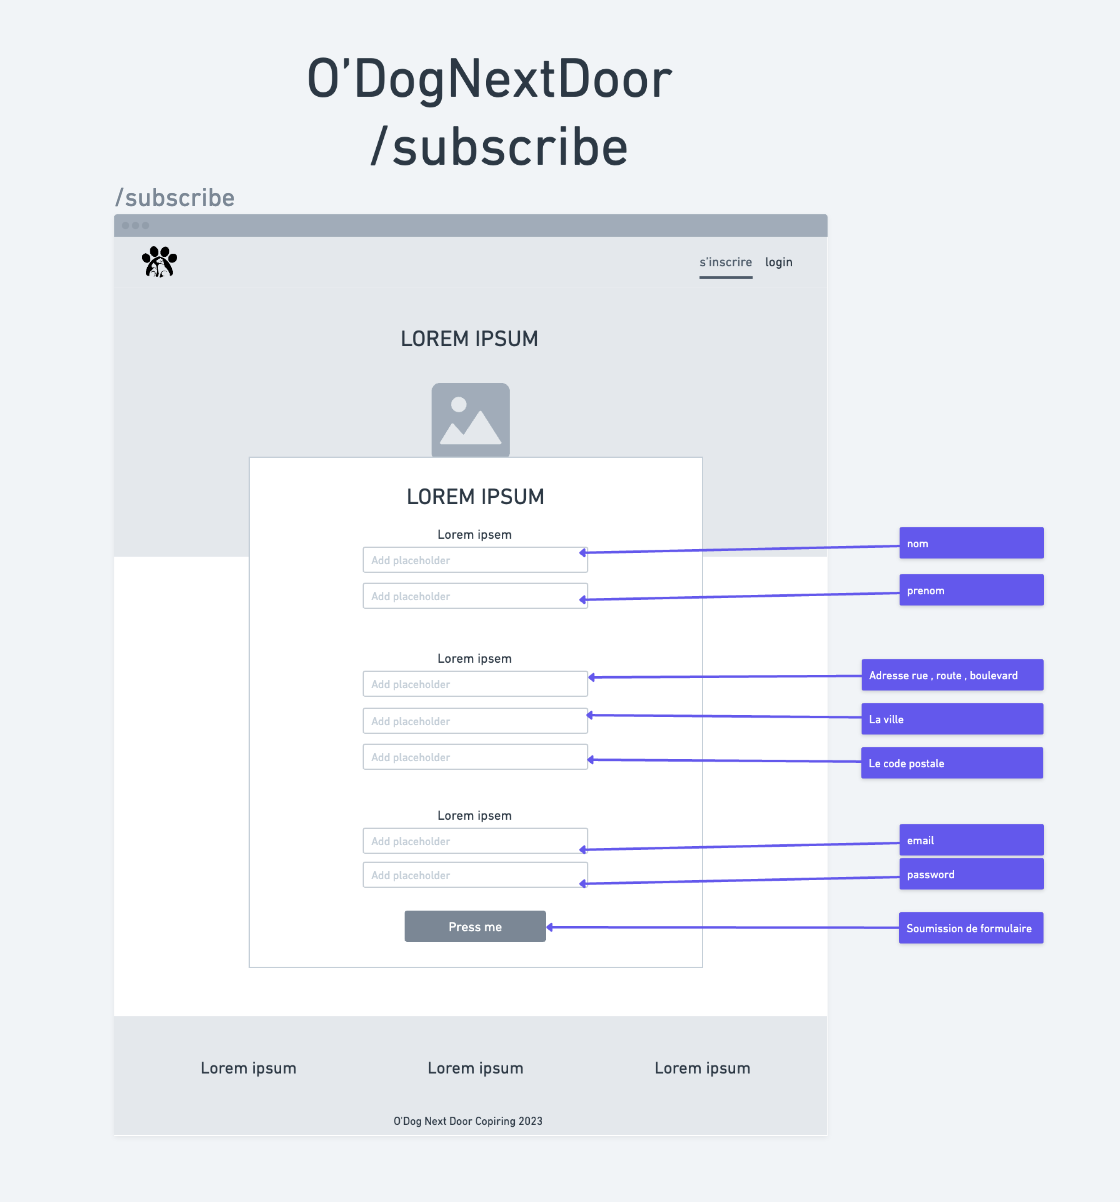 O'DogNextDoor
/subscribe
/subscribe
s'inscrire login
LOREM IPSUM
LOREM IPSUM
Lorem ipsem
Add placeholder
nom
Add placeholder
prenom
Lorem ipsem
Add placeholder
Adresse rue , route , boulevard
Add placeholder
La ville
Add placeholder
Le code postale
Lorem ipsem
Add placeholder
email
Add placeholder
password
Press me
Soumission de formulaire
Lorem ipsum Lorem ipsum Lorem ipsum
O'Dog Next Door Copiring 2023